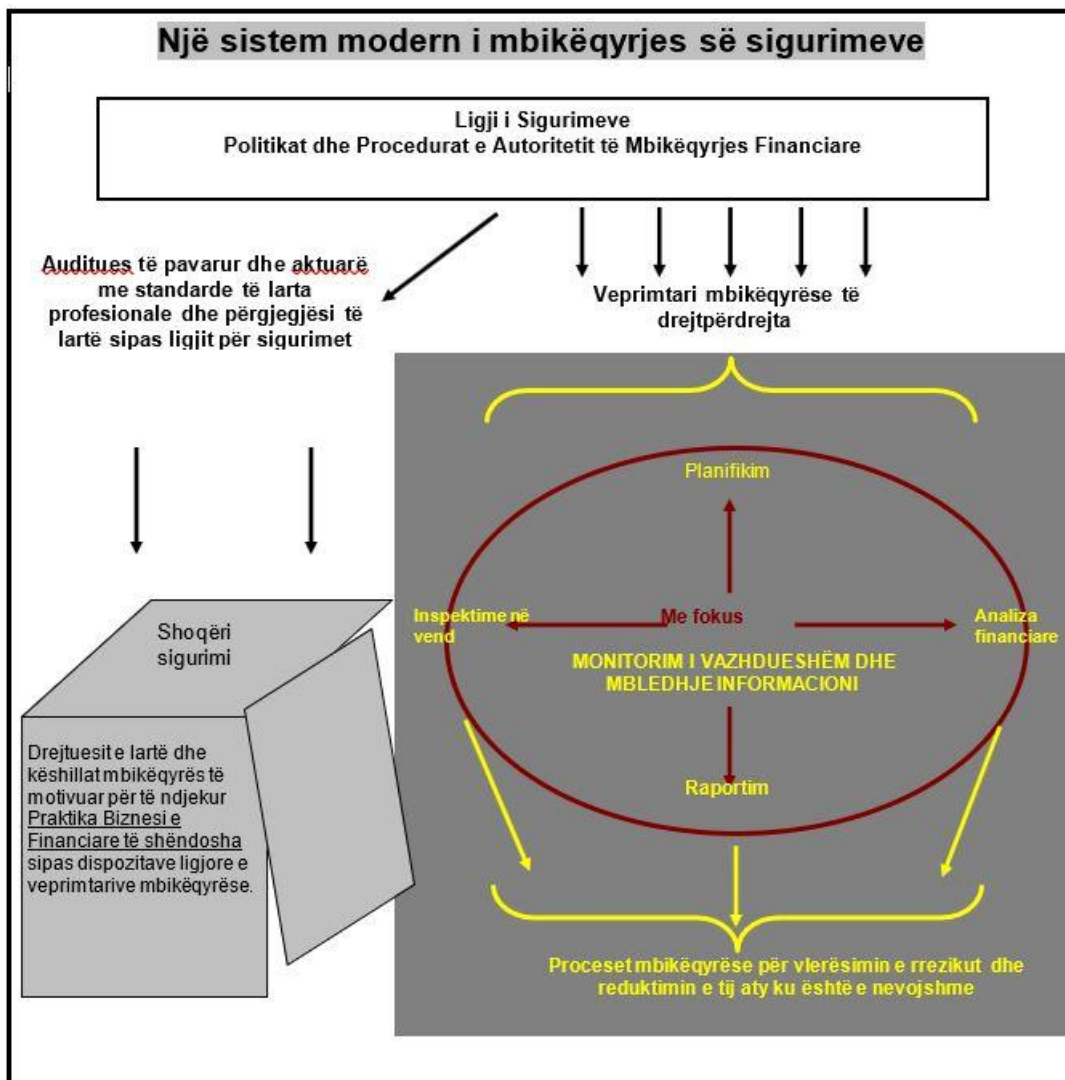 Një sistem modern i mbikëqyrjes së sigurimeve
Ligji i Sigurimeve
Politikat dhe Procedurat e Autoritetit të Mbikëqyrjes Financiare
Auditues të pavarur dhe aktuarë
me standarde të larta
profesionale dhe përgjegjësi të
lartë sipas ligjit për sigurimet
Veprimtari mbikëqyrëse të
drejtpërdrejta
Planifikim
Inspektime në
vend
Me fokus
Analiza
financiare
MONITORIM I VAZHDUESHËM DHE
MBLEDHJE INFORMACIONI
Raportim
Shoqëri
sigurimi
Drejtuesit e lartë dhe
këshillat mbikëqyrës të
motivuar për të ndjekur
Praktika Biznesi e
Financiare të shëndosha
sipas dispozitave ligjore e
veprimtarive mbikëqyrëse.
Proceset mbikëqyrëse për vlerësimin e rrezikut dhe
reduktimin e tij aty ku është e nevojshme